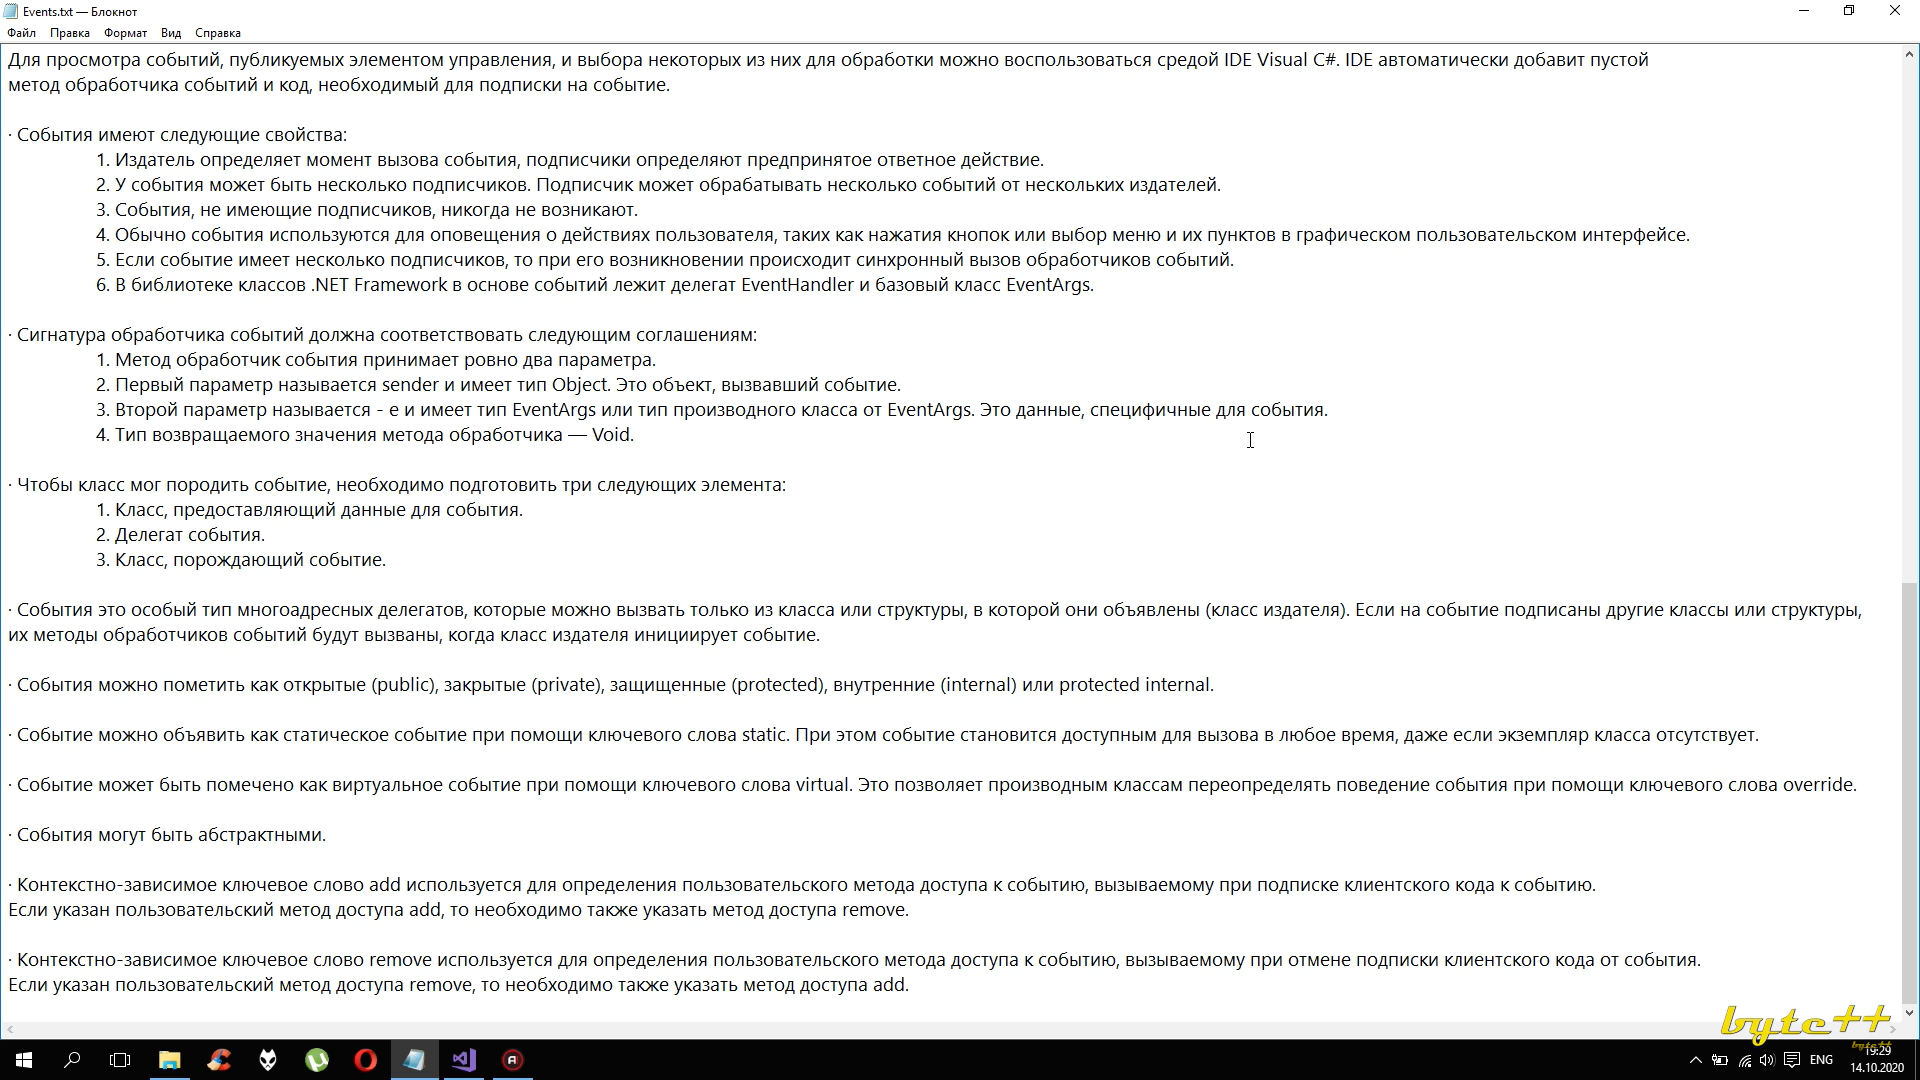 Events.txt — Блокнот
Файл Правка Формат Вид Справка
Для просмотра событий, публикуемых элементом управления, и выбора некоторых из них для обработки можно воспользоваться средой IDE Visual C#. IDE автоматически добавит пустой
метод обработчика событий и код, необходимый для подписки на событие.
· События имеют следующие свойства:
1. Издатель определяет момент вызова события, подписчики определяют предпринятое ответное действие.
2. У события может быть несколько подписчиков. Подписчик может обрабатывать несколько событий от нескольких издателей.
3. События, не имеющие подписчиков, никогда не возникают.
4. Обычно события используются для оповещения о действиях пользователя, таких как нажатия кнопок или выбор меню и их пунктов в графическом пользовательском интерфейсе.
5. Если событие имеет несколько подписчиков, то при его возникновении происходит синхронный вызов обработчиков событий.
6. В библиотеке классов .NET Framework в основе событий лежит делегат EventHandler и базовый класс EventArgs.
· Сигнатура обработчика событий должна соответствовать следующим соглашениям:
1. Метод обработчик события принимает ровно два параметра.
2. Первый параметр называется sender и имеет тип Object. Это объект, вызвавший событие.
3. Второй параметр называется - e и имеет тип EventArgs или тип производного класса от EventArgs. Это данные, специфичные для события.
4. Тип возвращаемого значения метода обработчика — Void.
· Чтобы класс мог породить событие, необходимо подготовить три следующих элемента:
1. Класс, предоставляющий данные для события.
2. Делегат события.
3. Класс, порождающий событие.
· События это особый тип многоадресных делегатов, которые можно вызвать только из класса или структуры, в которой они объявлены (класс издателя). Если на событие подписаны другие классы или структуры,
их методы обработчиков событий будут вызваны, когда класс издателя инициирует событие.
· События можно пометить как открытые (public), закрытые (private), защищенные (protected), внутренние (internal) или protected internal.
· Событие можно объявить как статическое событие при помощи ключевого слова static. При этом событие становится доступным для вызова в любое время, даже если экземпляр класса отсутствует.
· Событие может быть помечено как виртуальное событие при помощи ключевого слова virtual. Это позволяет производным классам переопределять поведение события при помощи ключевого слова override.
· События могут быть абстрактными.
· Контекстно-зависимое ключевое слово add используется для определения пользовательского метода доступа к событию, вызываемому при подписке клиентского кода к событию.
Если указан пользовательский метод доступа add, то необходимо также указать метод доступа remove.
· Контекстно-зависимое ключевое слово remove используется для определения пользовательского метода доступа к событию, вызываемому при отмене подписки клиентского кода от события.
Если указан пользовательский метод доступа remove, то необходимо также указать метод доступа add.
byte++
byte++
ENG
19:29
14.10.2020